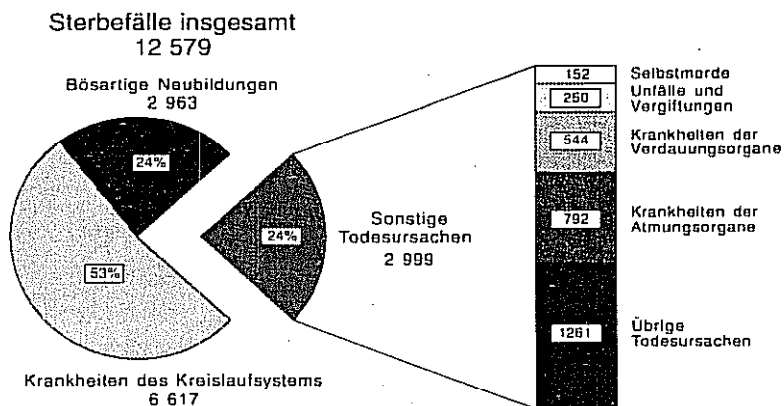 Sterbefälle insgesamt
12 579
Bösartige Neubildungen
2 963
24%
53%
24%
Sonstige
Todesursachen
2 999
Krankheiten des Kreislaufsystems
6 617
152
Selbstmorde
250
Unfälle und
Vergiftungen
544
Krankheiten der
Verdauungsorgane
792
Krankheiten der
Atmungsorgane
1261
Übrige
Todesursachen